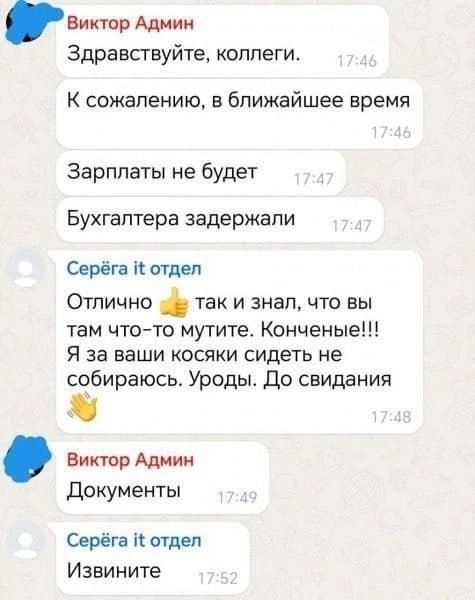 Виктор Админ
Здравствуйте, коллеги.
17:46
К сожалению, в ближайшее время
17:46
Зарплаты не будет
17:47
Бухгалтера задержали
17:47
Серёга it отдел
Отлично 👍 так и знал, что вы
там что-то мутите. Конченые!!!
Я за ваши косяки сидеть не
собираюсь. Уроды. До свидания
👋
17:48
Виктор Админ
Документы
17:49
Серёга it отдел
Извините
17:52